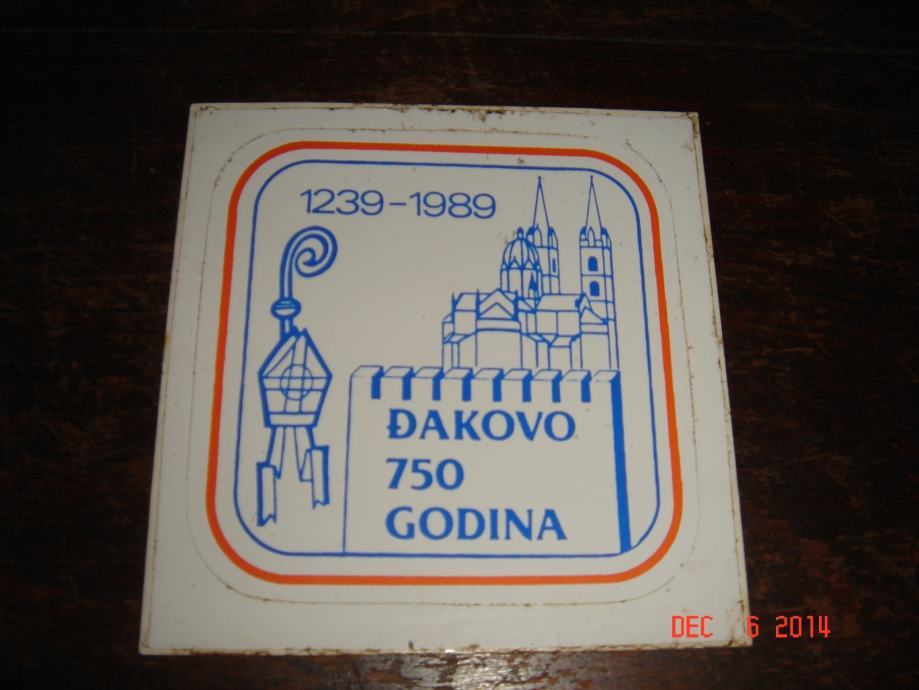 1239-1989
ĐAKOVO
750
GODINA
DEC 6 2014